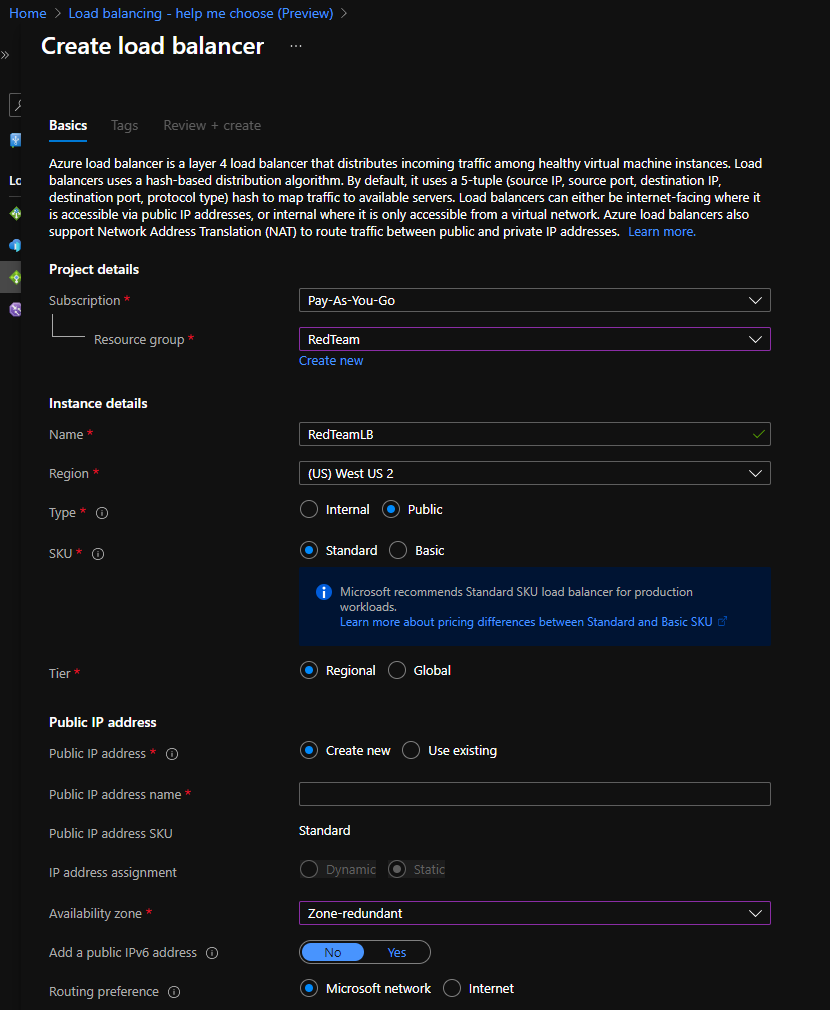 Home > Load balancing - help me choose (Preview) >
Create load balancer ...
»
Lo
Basics Tags Review + create
Azure load balancer is a layer 4 load balancer that distributes incoming traffic among healthy virtual machine instances. Load
balancers uses a hash-based distribution algorithm. By default, it uses a 5-tuple (source IP, source port, destination IP,
destination port, protocol type) hash to map traffic to available servers. Load balancers can either be internet-facing where it
is accessible via public IP addresses, or internal where it is only accessible from a virtual network. Azure load balancers also
support Network Address Translation (NAT) to route traffic between public and private IP addresses. Learn more.
Project details
Subscription * Pay-As-You-Go
Resource group * RedTeam
Create new
Instance details
Name * RedTeamLB
Region * (US) West US 2
Type * Internal Public
SKU * Standard Basic
Microsoft recommends Standard SKU load balancer for production
workloads.
Learn more about pricing differences between Standard and Basic SKU
Tier * Regional Global
Public IP address
Public IP address * Create new Use existing
Public IP address name *
Public IP address SKU Standard
IP address assignment Dynamic Static
Availability zone * Zone-redundant
Add a public IPv6 address No Yes
Routing preference Microsoft network Internet